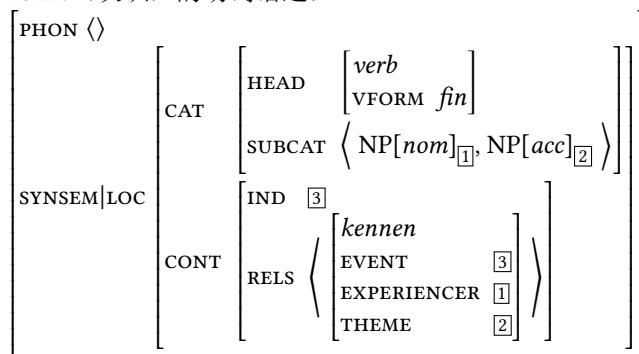 PHON ⟨⟩
SYNSEM|LOC
CAT
HEAD
verb
VFORM fin
SUBCAT ⟨ NP[nom]1, NP[acc]2 ⟩
CONT
IND 3
RELS
kennen
EVENT 3
EXPERIENCER 1
THEME 2